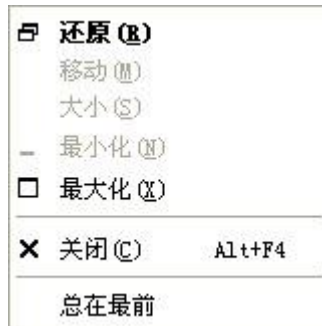 还原(R)
移动(M)
大小(S)
最小化(N)
最大化(X)
关闭(C) Alt+F4
总在最前